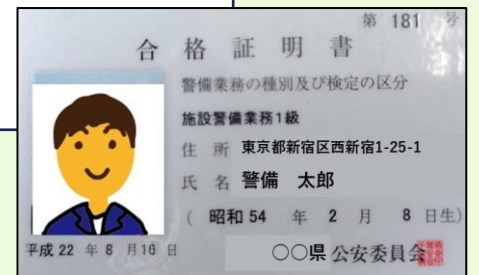 第 181 号
合格証明書
警備業務の種別及び検定の区分
施設警備業務1級
住所 東京都新宿区西新宿1-25-1
氏名 警備 太郎
( 昭和 54 年 2 月 8 日生)
平成 22 年 8 月 16 日
○○県公安委員会